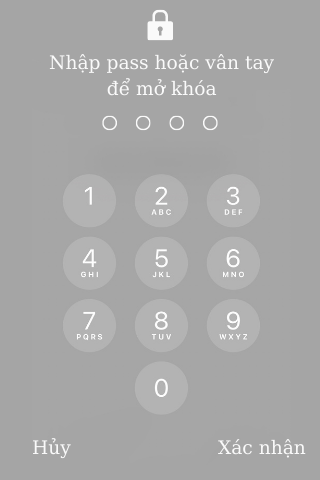 Nhập pass hoặc vân tay
để mở khóa
1 2 3
ABC DEF
4 5 6
GHI JKL MNO
7 8 9
PQRS TUV WXYZ
0
Hủy Xác nhận